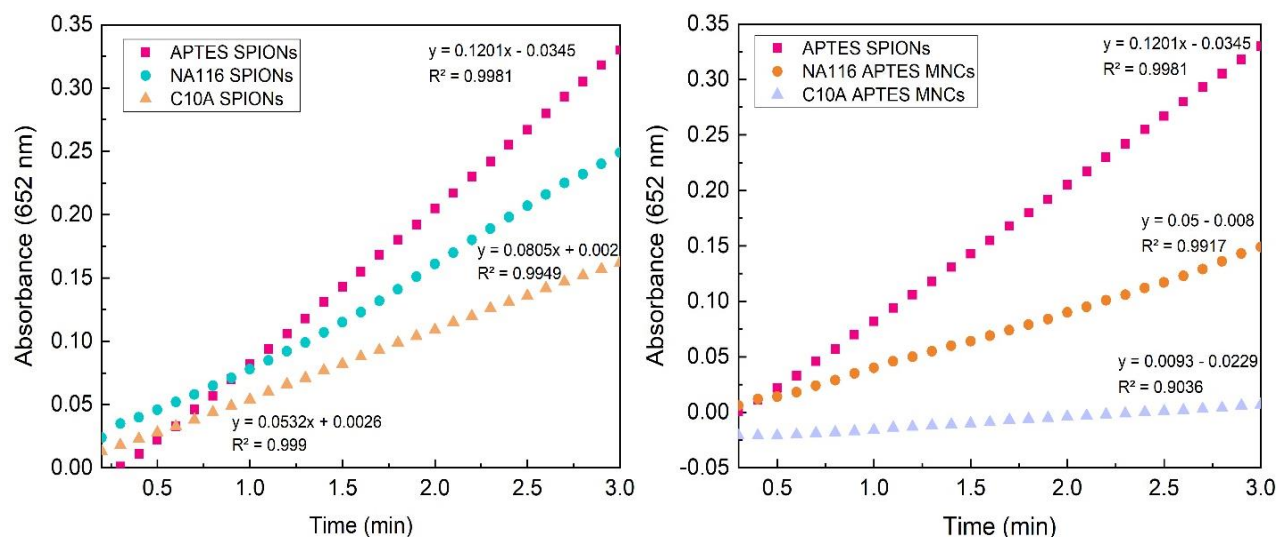 0.35
0.30
0.25
0.20
0.15
0.10
0.05
0.00
Absorbance (652 nm)
APTES SPIONs
NA116 SPIONs
C10A SPIONs
y = 0.1201x - 0.0345
R² = 0.9981
y = 0.0805x + 0.002
R² = 0.9949
y = 0.0532x + 0.0026
R² = 0.999
0.5 1.0 1.5 2.0 2.5 3.0
Time (min)
0.35
0.30
0.25
0.20
0.15
0.10
0.05
0.00
-0.05
Absorbance (652 nm)
APTES SPIONs
NA116 APTES MNCs
C10A APTES MNCs
y = 0.1201x - 0.0345
R² = 0.9981
y = 0.05 - 0.008
R² = 0.9917
y = 0.0093 - 0.0229
R² = 0.9036
0.5 1.0 1.5 2.0 2.5 3.0
Time (min)